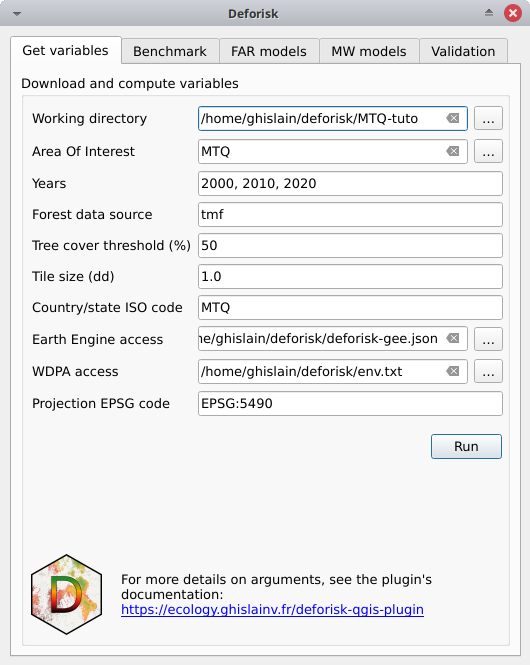 Deforisk
Get variables Benchmark FAR models MW models Validation
Download and compute variables
Working directory /home/ghislain/deforisk/MTQ-tuto ...
Area Of Interest MTQ ...
Years 2000, 2010, 2020
Forest data source tmf
Tree cover threshold (%) 50
Tile size (dd) 1.0
Country/state ISO code MTQ
Earth Engine access ne/ghislain/deforisk/deforisk-gee.json ...
WDPA access /home/ghislain/deforisk/env.txt ...
Projection EPSG code EPSG:5490
Run
D
For more details on arguments, see the plugin's
documentation:
https://ecology.ghislainv.fr/deforisk-qgis-plugin